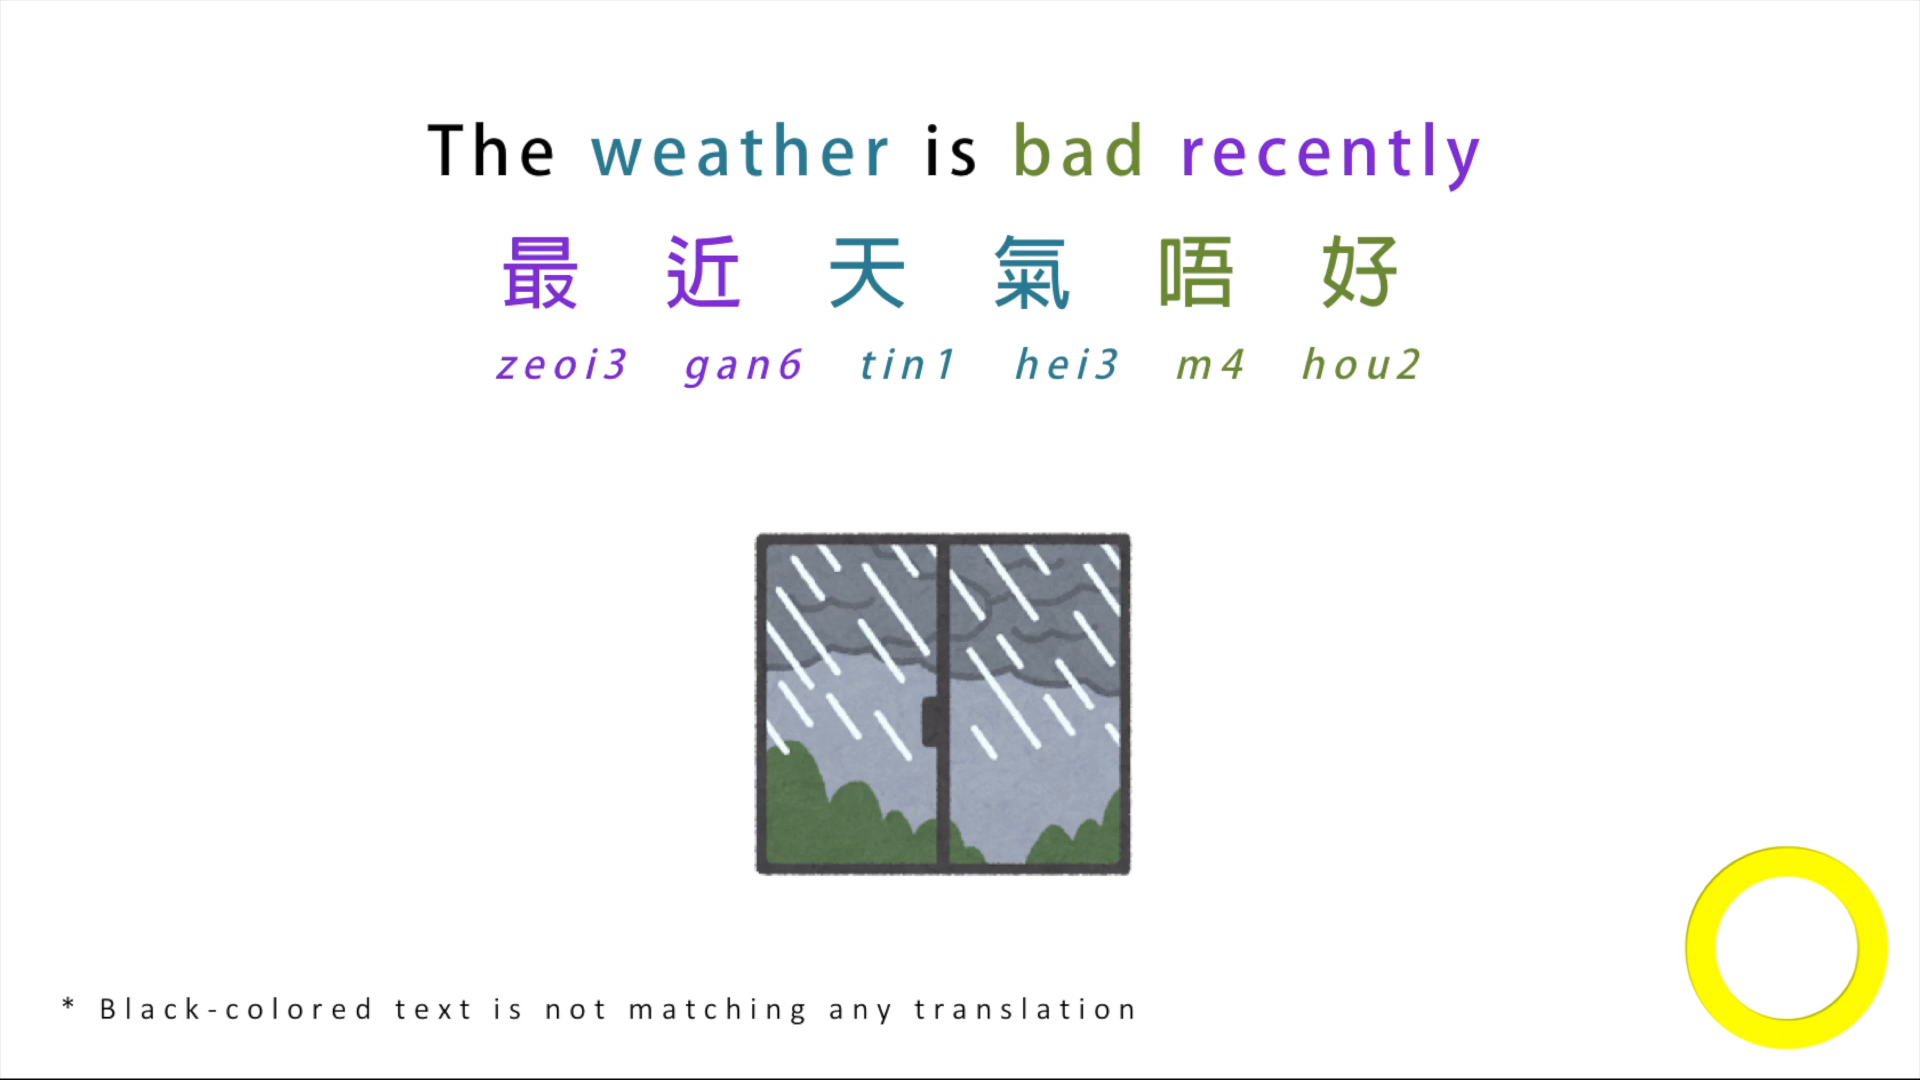 The weather is bad recently
最近天氣唔好
zeoi3 gan6 tin1 hei3 m4 hou2
* Black-colored text is not matching any translation